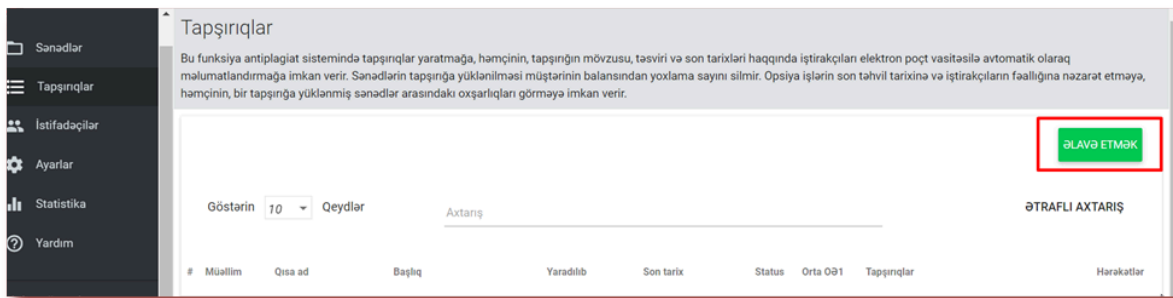 Tapşırıqlar
Bu funksiya antiplagiat sistemində tapşırıqlar yaratmağa, həmçinin, tapşırığın mövzusu, təsviri və son tarixləri haqqında iştirakçıları elektron poçt vasitəsilə avtomatik olaraq
məlumatlandırmağa imkan verir. Sənədlərin tapşırığa yüklənilməsi müştərinin balansından yoxlama sayını silmir. Opsiya işlərin son təhvil tarixinə və iştirakçıların fəallığına nəzarət etməyə,
həmçinin, bir tapşırığa yüklənmiş sənədlər arasındakı oxşarlıqları görməyə imkan verir.
Sənədlər
Tapşırıqlar
İstifadəçilər
Ayarlar
Statistika
Yardım
ƏLAVƏ ETMƏK
Göstərin 10 Qeydlər Axtarış ƏTRAFLI AXTARIŞ
# Müəllim Qısa ad Başlıq Yaradılıb Son tarix Status Orta OƏ1 Tapşırıqlar Hərəkətlər